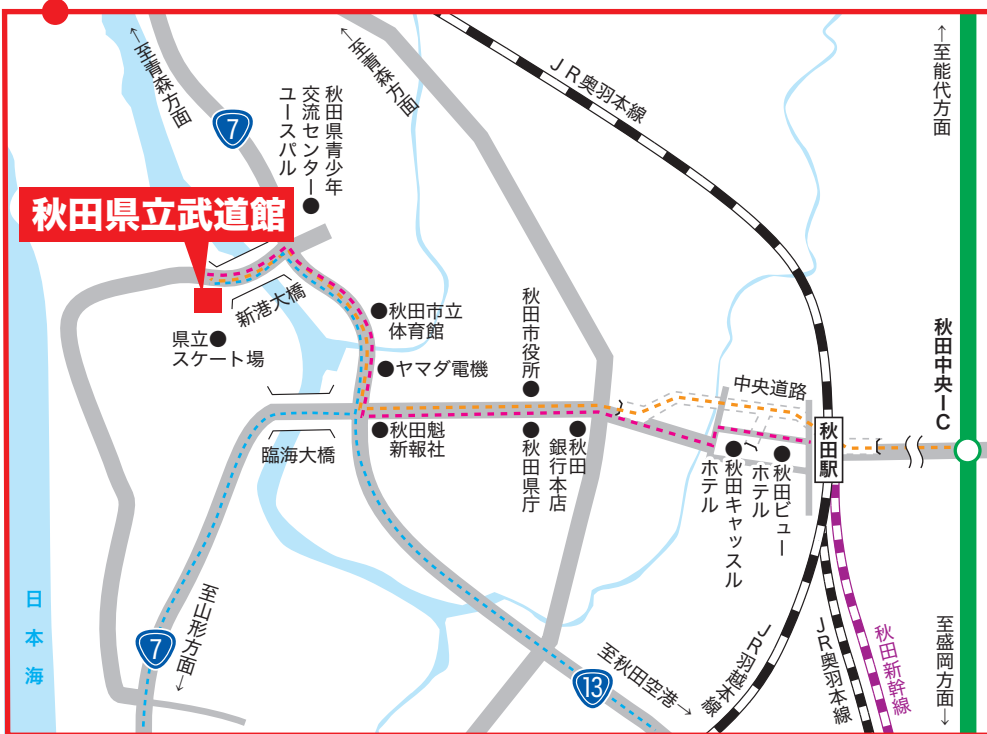 ←至青森方面
←至青森方面
JR奥羽本線
←至能代方面
7
秋田県青少年
交流センター
ユースパル
秋田県立武道館
新港大橋
県立
スケート場
秋田市立
体育館
ヤマダ電機
秋田市役所
中央道路
秋田中央IC
臨海大橋
秋田魁
新報社
秋田県庁
秋田
銀行本店
秋田キャッスル
ホテル
秋田ビュー
ホテル
秋田駅
日本海
7
至山形方面→
13
至秋田空港→
JR羽越本線
JR奥羽本線
秋田新幹線
至盛岡方面→